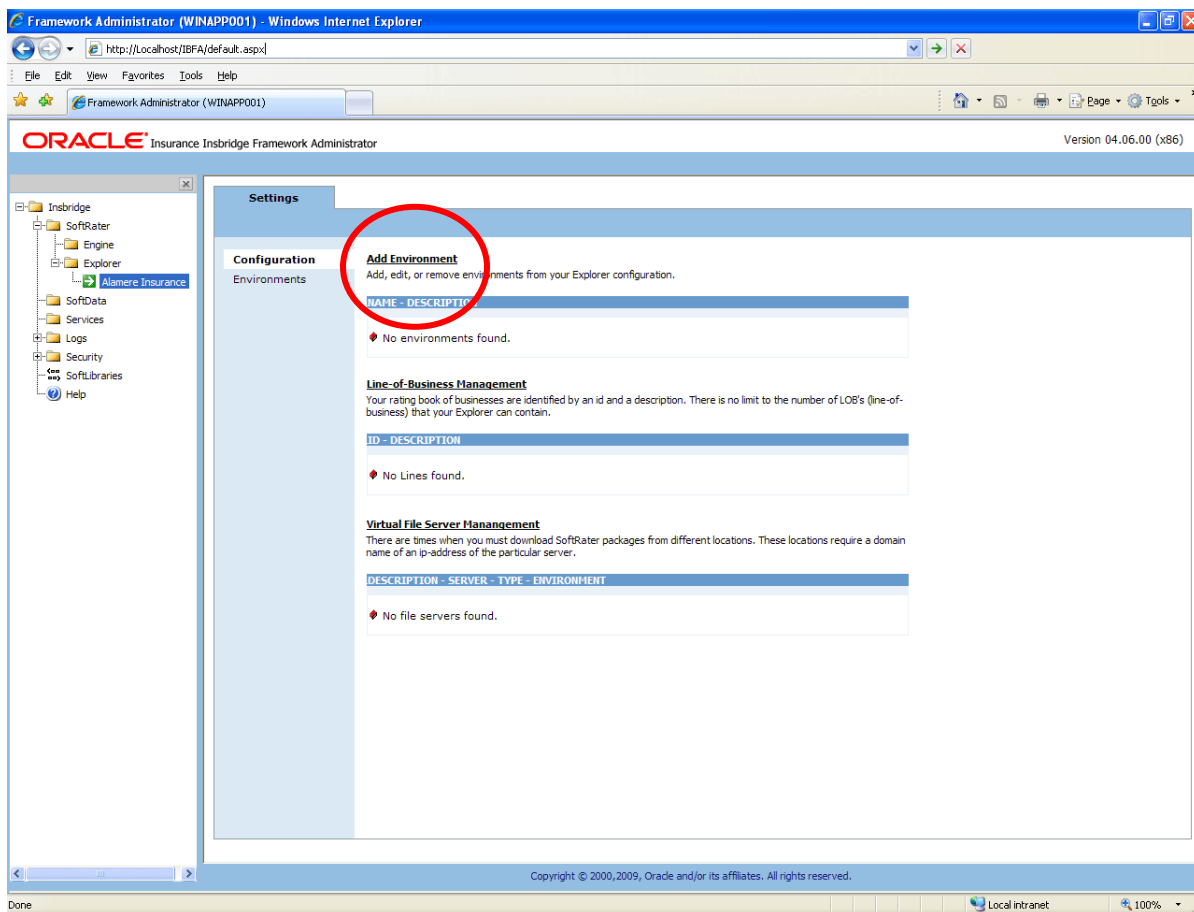 Framework Administrator (WINAPP001) - Windows Internet Explorer
http://Localhost/IBFA/default.aspx
File Edit View Favorites Tools Help
Framework Administrator (WINAPP001)
Page Tools
ORACLE Insurance Insbridge Framework Administrator
Version 04.06.00 (x86)
Insbridge
SoftRater
Engine
Explorer
Alamere Insurance
SoftData
Services
Logs
Security
SoftLibraries
Help
Settings
Configuration
Environments
Add Environment
Add, edit, or remove environments from your Explorer configuration.
NAME - DESCRIPTION
No environments found.
Line-of-Business Management
Your rating book of businesses are identified by an id and a description. There is no limit to the number of LOB's (line-of-
business) that your Explorer can contain.
ID - DESCRIPTION
No Lines found.
Virtual File Server Manangement
There are times when you must download SoftRater packages from different locations. These locations require a domain
name of an ip-address of the particular server.
DESCRIPTION - SERVER - TYPE - ENVIRONMENT
No file servers found.
Copyright © 2000,2009, Oracle and/or its affiliates. All rights reserved.
Done
Local intranet
100%